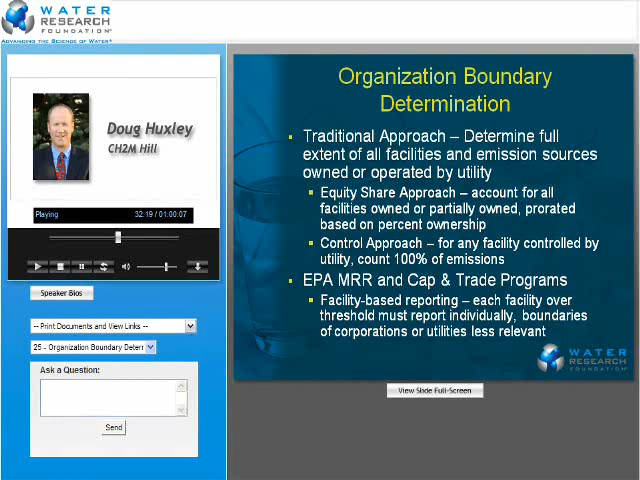 WATER
RESEARCH
FOUNDATION™
ADVANCING THE SCIENCE OF WATER®
Doug Huxley
CH2M Hill
Playing
32:19 / 01:00:07
Speaker Bios
-- Print Documents and View Links --
25 - Organization Boundary Deterr
Ask a Question:
Send
Organization Boundary
Determination
Traditional Approach – Determine full
extent of all facilities and emission sources
owned or operated by utility
Equity Share Approach – account for all
facilities owned or partially owned, prorated
based on percent ownership
Control Approach – for any facility controlled by
utility, count 100% of emissions
EPA MRR and Cap & Trade Programs
Facility-based reporting – each facility over
threshold must report individually, boundaries
of corporations or utilities less relevant
WATER
RESEARCH
FOUNDATION™
View Slide Full-Screen